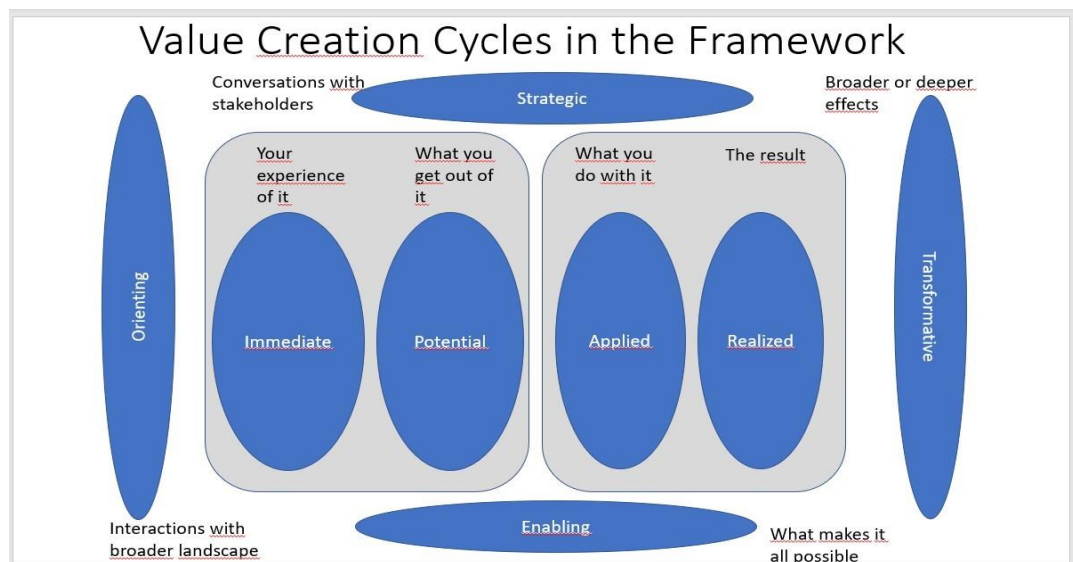 Value Creation Cycles in the Framework
Conversations with
stakeholders
Strategic
Broader or deeper
effects
Your
experience
of it
What you
get out of
it
What you
do with it
The result
Orienting
Immediate
Potential
Applied
Realized
Transformative
Interactions with
broader landscape
Enabling
What makes it
all possible